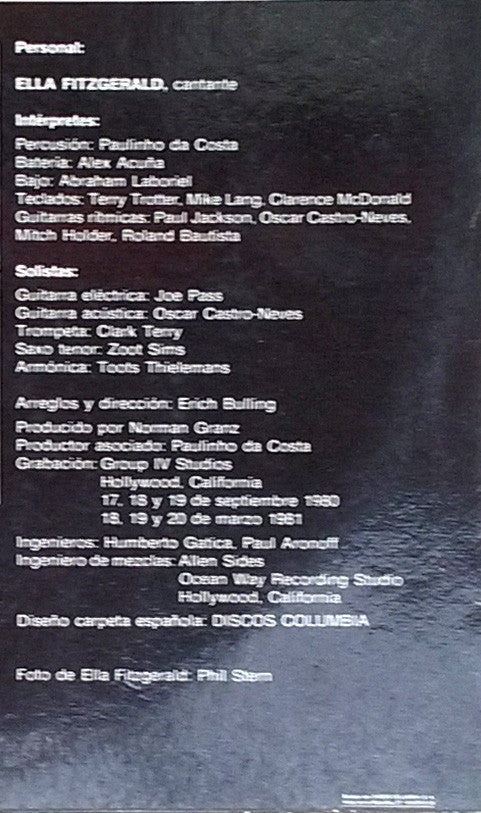 Personal:
ELLA FITZGERALD, cantante
Intérpretes:
Percusión: Paulinho da Costa
Batería: Alex Acuña
Bajo: Abraham Laboriel
Teclados: Terry Trotter, Mike Lang, Clarence McDonald
Guitarras rítmicas: Paul Jackson, Oscar Castro-Neves,
Mitch Holder, Roland Bautista
Solistas:
Guitarra eléctrica: Joe Pass
Guitarra acústica: Oscar Castro-Neves
Trompeta: Clark Terry
Saxo tenor: Zoot Sims
Armónica: Toots Thielemans
Arreglos y dirección: Erich Bulling
Producido por Norman Granz
Productor asociado: Paulinho da Costa
Grabación: Group IV Studios
Hollywood, California
17, 18 y 19 de septiembre 1980
18, 19 y 20 de marzo 1981
Ingenieros: Humberto Gatica, Paul Aronoff
Ingeniero de mezclas: Allen Sides
Ocean Way Recording Studio
Hollywood, California
Diseño carpeta española: DISCOS COLUMBIA
Foto de Ella Fitzgerald: Phil Stern